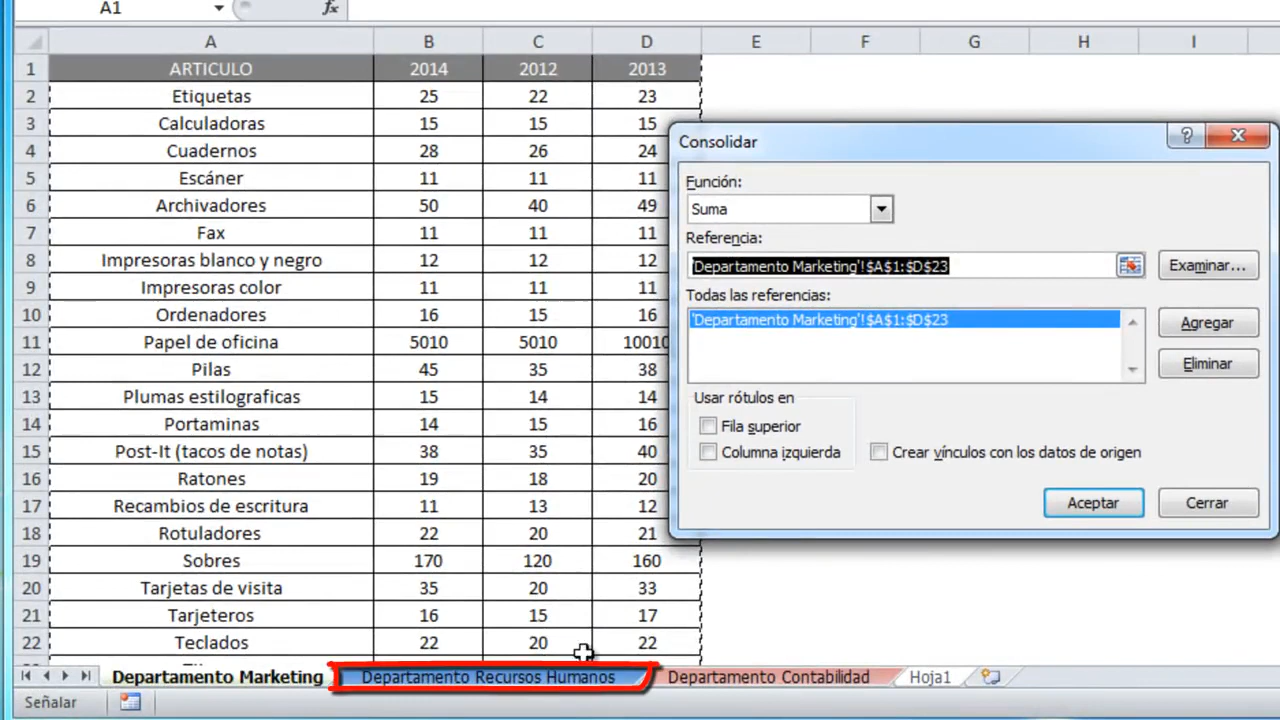 A1 fx
A B C D E F G H I
1 ARTICULO 2014 2012 2013
2 Etiquetas 25 22 23
3 Calculadoras 15 15 15
4 Cuadernos 28 26 24
5 Escáner 11 11 11
6 Archivadores 50 40 49
7 Fax 11 11 11
8 Impresoras blanco y negro 12 12 12
9 Impresoras color 11 11 11
10 Ordenadores 16 15 16
11 Papel de oficina 5010 5010 10010
12 Pilas 45 35 38
13 Plumas estilograficas 15 14 14
14 Portaminas 14 15 16
15 Post-It (tacos de notas) 38 35 40
16 Ratones 19 18 20
17 Recambios de escritura 11 13 12
18 Rotuladores 22 20 21
19 Sobres 170 120 160
20 Tarjetas de visita 35 20 33
21 Tarjeteros 16 15 17
22 Teclados 22 20 22
Consolidar
Función:
Suma
Referencia:
'Departamento Marketing'!$A$1:$D$23 Examinar...
Todas las referencias:
'Departamento Marketing'!$A$1:$D$23 Agregar
Eliminar
Usar rótulos en
Fila superior
Columna izquierda Crear vínculos con los datos de origen
Aceptar Cerrar
Departamento Marketing Departamento Recursos Humanos Departamento Contabilidad Hoja1
Señalar